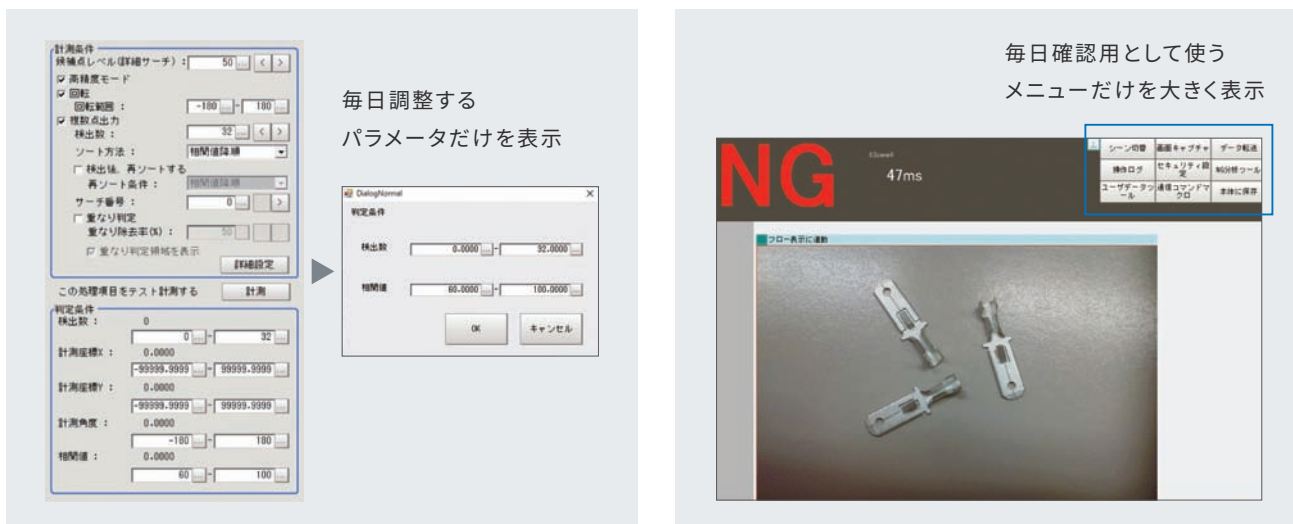 計測条件
候補点レベル(詳細サーチ) : 50 ... < >
高精度モード
回転
回転範囲 : -180 ... - 180 ...
複数点出力
検出数 : 32 ... < >
ソート方法 : 相関値降順
検出後、再ソートする
再ソート条件 : 相関値降順
サーチ番号 : 0 ... >
重なり判定
重なり除去率(%) : 50 ...
重なり判定領域を表示
詳細設定
この処理項目をテスト計測する 計測
判定条件
検出数 : 0
0 ... - 32 ...
計測座標X : 0.0000
-99999.9999 ... - 99999.9999 ...
計測座標Y : 0.0000
-99999.9999 ... - 99999.9999 ...
計測角度 : 0.0000
-180 ... - 180 ...
相関値 : 0.0000
60 ... - 100 ...
毎日調整する
パラメータだけを表示
DialogNormal ×
判定条件
検出数 0.0000 ... - 32.0000 ...
相関値 60.0000 ... - 100.0000 ...
OK キャンセル
毎日確認用として使う
メニューだけを大きく表示
NG
47ms
シーン切替 画面キャプチャ データ転送
操作ログ セキュリティ設定 NG分析ツール
ユーザデータツール 通信コマンドマクロ 本体に保存
フロー表示に連動